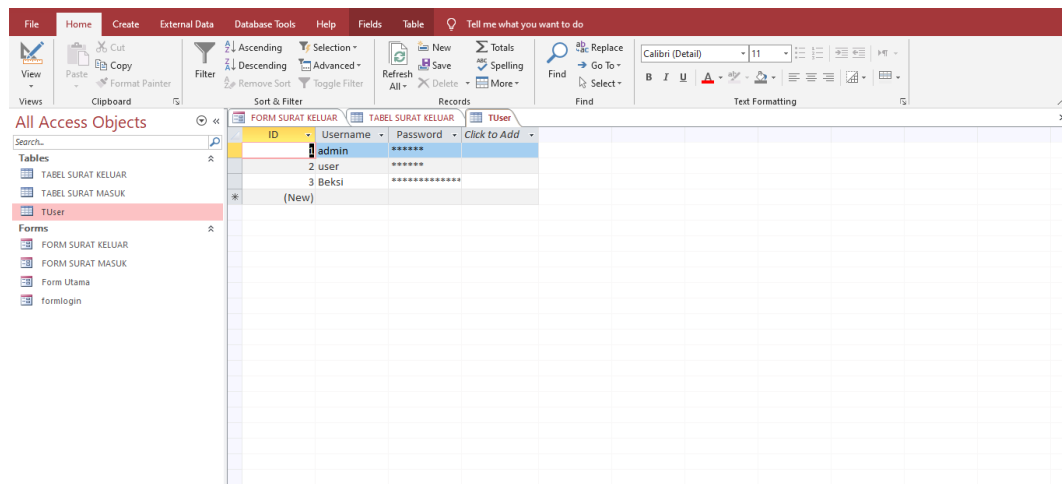 File Home Create External Data Database Tools Help Fields Table Tell me what you want to do
View
Views
Paste
Cut
Copy
Format Painter
Clipboard
Filter
Ascending
Descending
Remove Sort
Selection
Advanced
Toggle Filter
Sort & Filter
Refresh All
New
Save
Delete
Totals
Spelling
More
Records
Find
Replace
Go To
Select
Find
Calibri (Detail) 11
B I U A
Text Formatting
All Access Objects
Search...
Tables
TABEL SURAT KELUAR
TABEL SURAT MASUK
TUser
Forms
FORM SURAT KELUAR
FORM SURAT MASUK
Form Utama
formlogin
FORM SURAT KELUAR TABEL SURAT KELUAR TUser
ID Username Password Click to Add
1 admin ******
2 user ******
3 Beksi *************
(New)